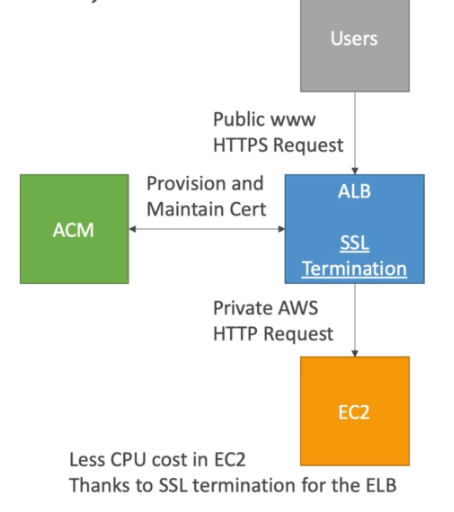 Users
Public www
HTTPS Request
Provision and
Maintain Cert
ALB
ACM
SSL
Termination
Private AWS
HTTP Request
EC2
Less CPU cost in EC2
Thanks to SSL termination for the ELB